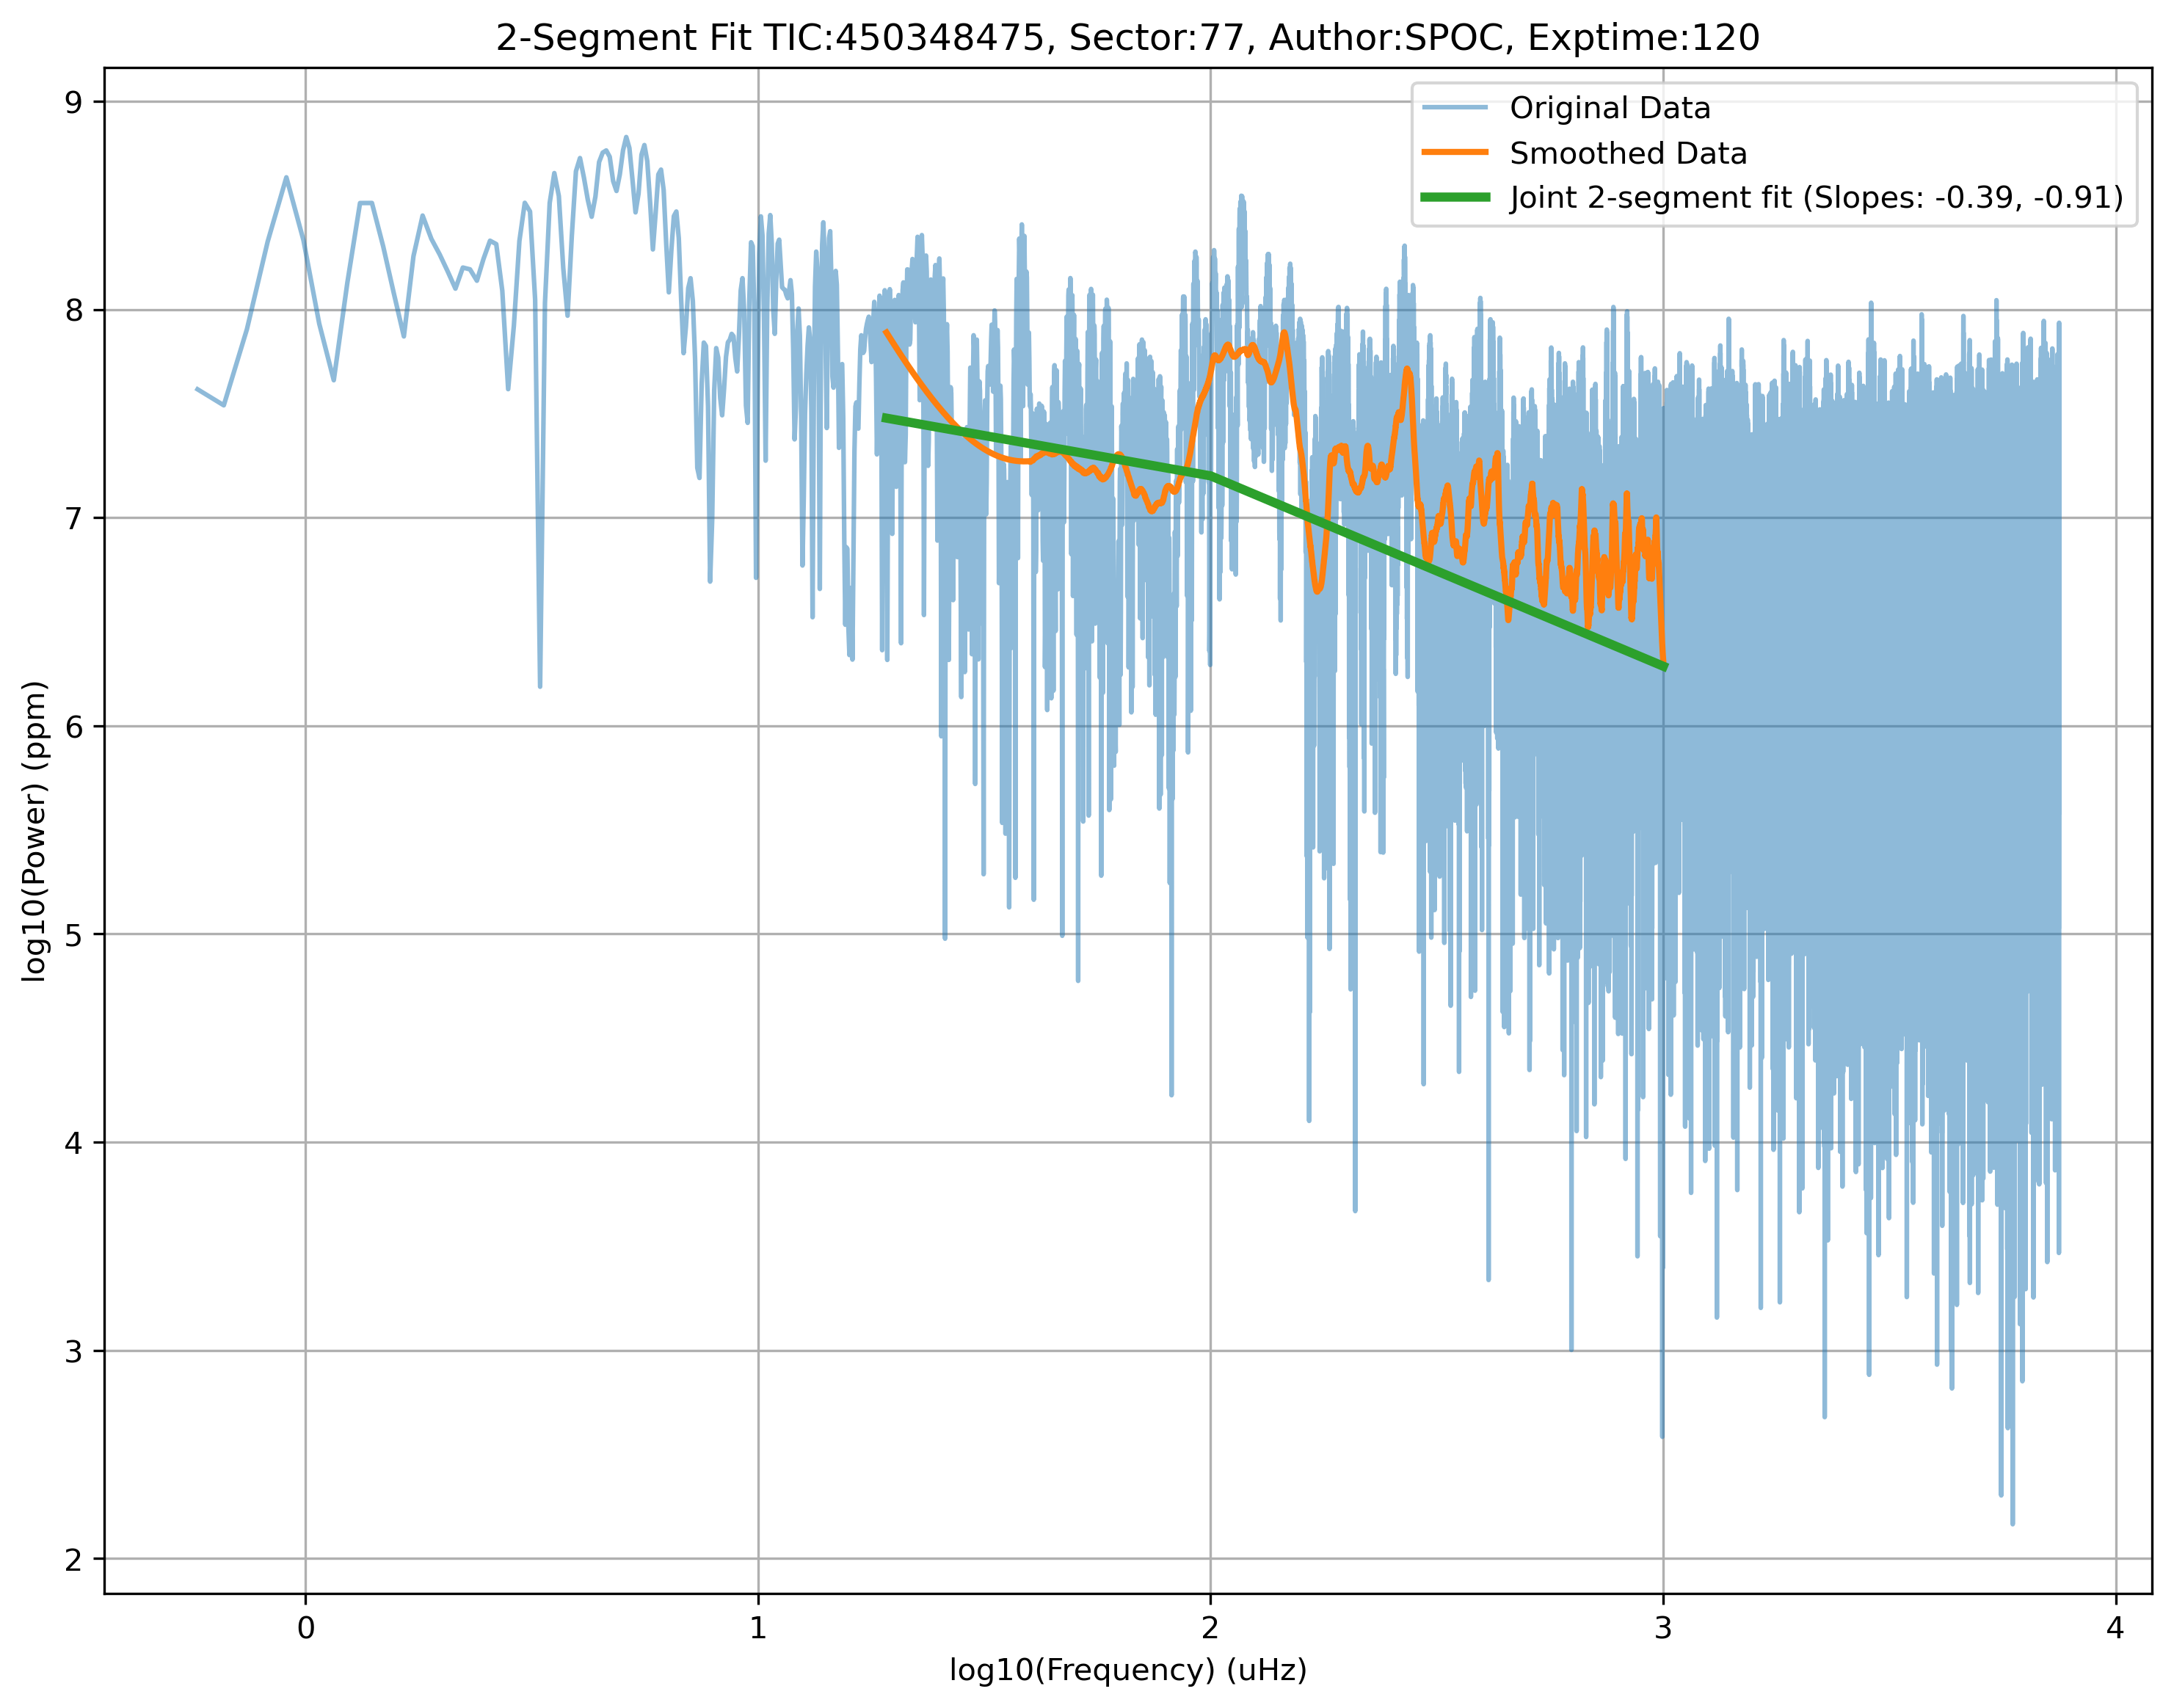 2-Segment Fit TIC:450348475, Sector:77, Author:SPOC, Exptime:120
Original Data
Smoothed Data
Joint 2-segment fit (Slopes: -0.39, -0.91)
log10(Power) (ppm)
9
8
7
6
5
4
3
2
0 1 2 3 4
log10(Frequency) (uHz)